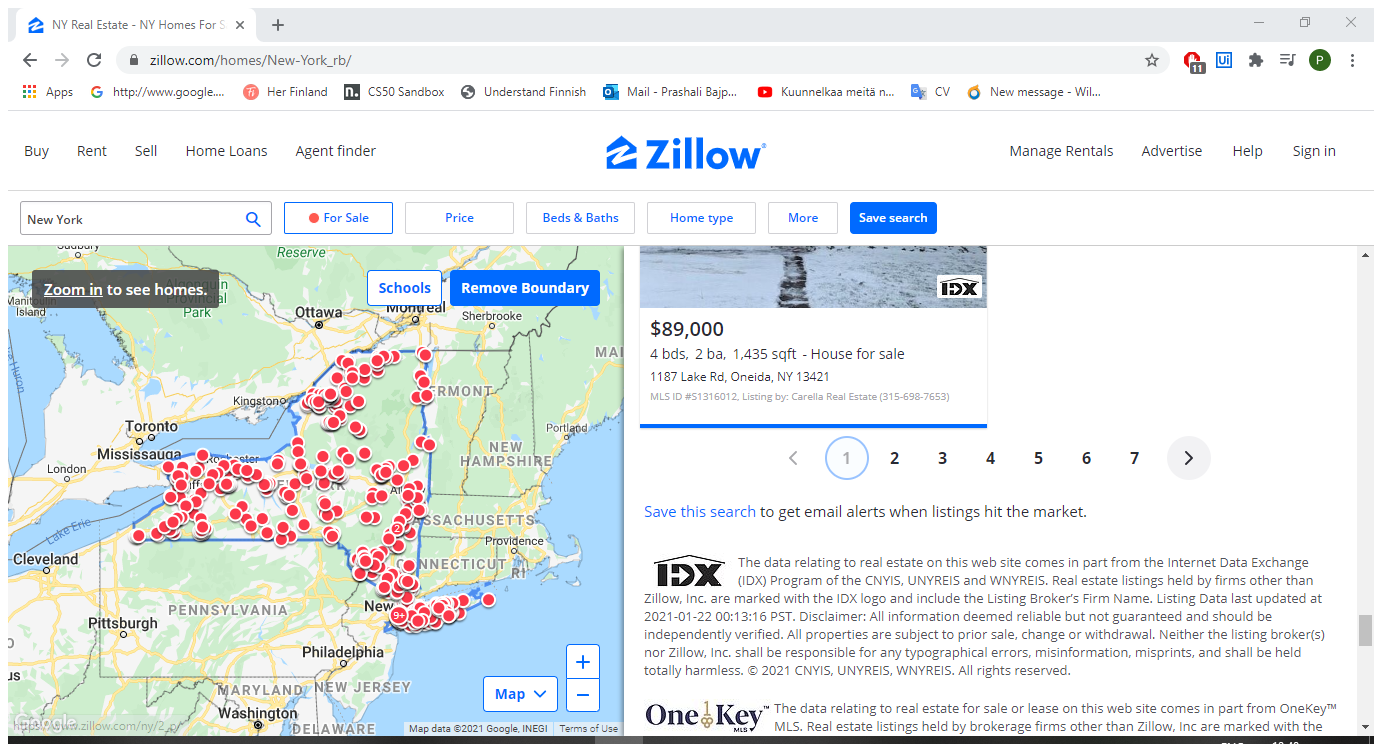 NY Real Estate - NY Homes For S
zillow.com/homes/New-York_rb/
11
Ui
P
Apps
http://www.google....
Her Finland
CS50 Sandbox
Understand Finnish
Mail - Prashali Bajp...
Kuunnelkaa meitä n...
CV
New message - Wil...
Buy
Rent
Sell
Home Loans
Agent finder
Zillow
Manage Rentals
Advertise
Help
Sign in
New York
For Sale
Price
Beds & Baths
Home type
More
Save search
Sudbury
Reserve
Zoom in to see homes.
Algonquin
Provincial
Park
Schools
Remove Boundary
Manitoulin
Island
Ottawa
Montreal
Sherbrooke
MAI
Huron
VERMONT
Kingston
Toronto
Portland
Mississauga
Rochester
NEW
HAMPSHIRE
London
MASSACHUSETTS
2
Lake Erie
Providence
Cleveland
CONNECTICUT
RI
PENNSYLVANIA
New
9+
Pittsburgh
Philadelphia
MARYLAND
NEW JERSEY
Map
+
−
Washington
DELAWARE
Google
https://www.zillow.com/ny/2_p/
Map data ©2021 Google, INEGI
Terms of Use
IDX
$89,000
4 bds, 2 ba, 1,435 sqft - House for sale
1187 Lake Rd, Oneida, NY 13421
MLS ID #S1316012, Listing by: Carella Real Estate (315-698-7653)
1 2 3 4 5 6 7
Save this search to get email alerts when listings hit the market.
IDX
The data relating to real estate on this web site comes in part from the Internet Data Exchange
(IDX) Program of the CNYIS, UNYREIS and WNYREIS. Real estate listings held by firms other than
Zillow, Inc. are marked with the IDX logo and include the Listing Broker's Firm Name. Listing Data last updated at
2021-01-22 00:13:16 PST. Disclaimer: All information deemed reliable but not guaranteed and should be
independently verified. All properties are subject to prior sale, change or withdrawal. Neither the listing broker(s)
nor Zillow, Inc. shall be responsible for any typographical errors, misinformation, misprints, and shall be held
totally harmless. © 2021 CNYIS, UNYREIS, WNYREIS. All rights reserved.
OneKey™
MLS
The data relating to real estate for sale or lease on this web site comes in part from OneKey™
MLS. Real estate listings held by brokerage firms other than Zillow, Inc are marked with the